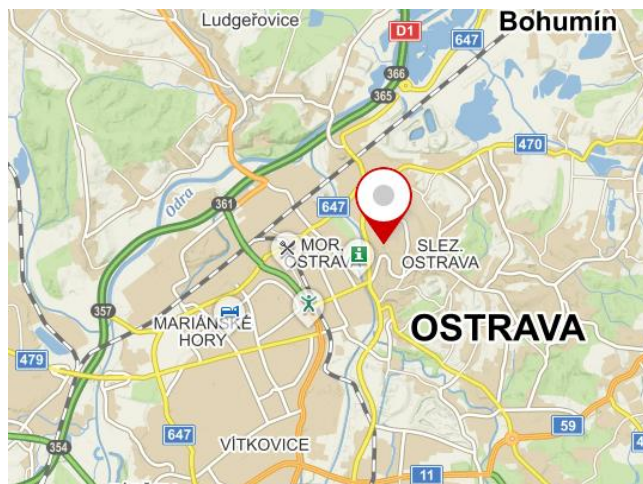 Ludgeřovice
Bohumín
D1
647
366
365
470
Odra
361
647
MOR.
OSTRAVA
SLEZ.
OSTRAVA
357
MARIÁNSKÉ
HORY
OSTRAVA
479
647
59
354
VÍTKOVICE
11